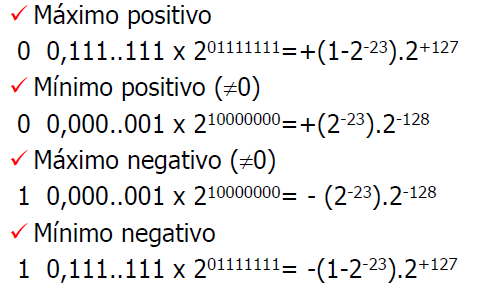 ✓ Máximo positivo
0 0,111..111 x 2⁰¹¹¹¹¹¹¹=+(1-2⁻²³).2⁺¹²⁷
✓ Mínimo positivo (≠0)
0 0,000..001 x 2¹⁰⁰⁰⁰⁰⁰⁰=+(2⁻²³).2⁻¹²⁸
✓ Máximo negativo (≠0)
1 0,000..001 x 2¹⁰⁰⁰⁰⁰⁰⁰= - (2⁻²³).2⁻¹²⁸
✓ Mínimo negativo
1 0,111..111 x 2⁰¹¹¹¹¹¹¹= -(1-2⁻²³).2⁺¹²⁷